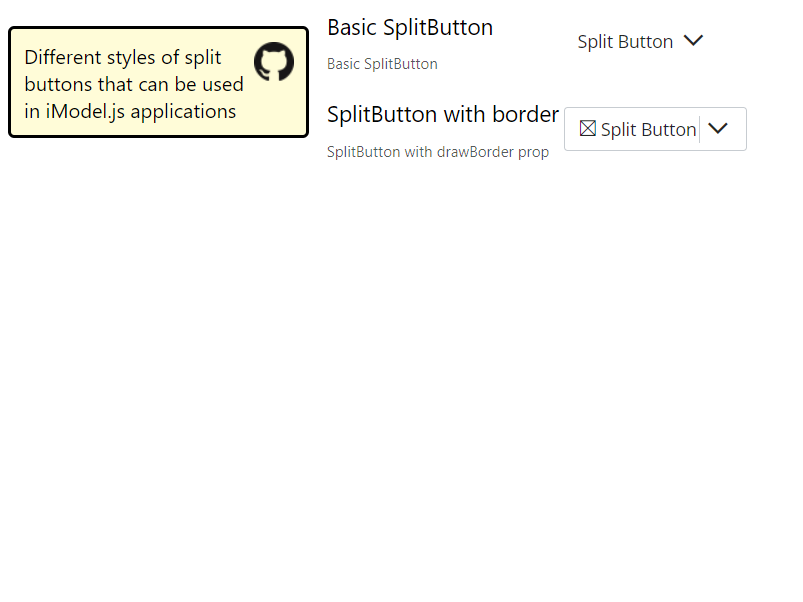 Different styles of split
buttons that can be used
in iModel.js applications
Basic SplitButton
Basic SplitButton
Split Button
SplitButton with border
SplitButton with drawBorder prop
Split Button